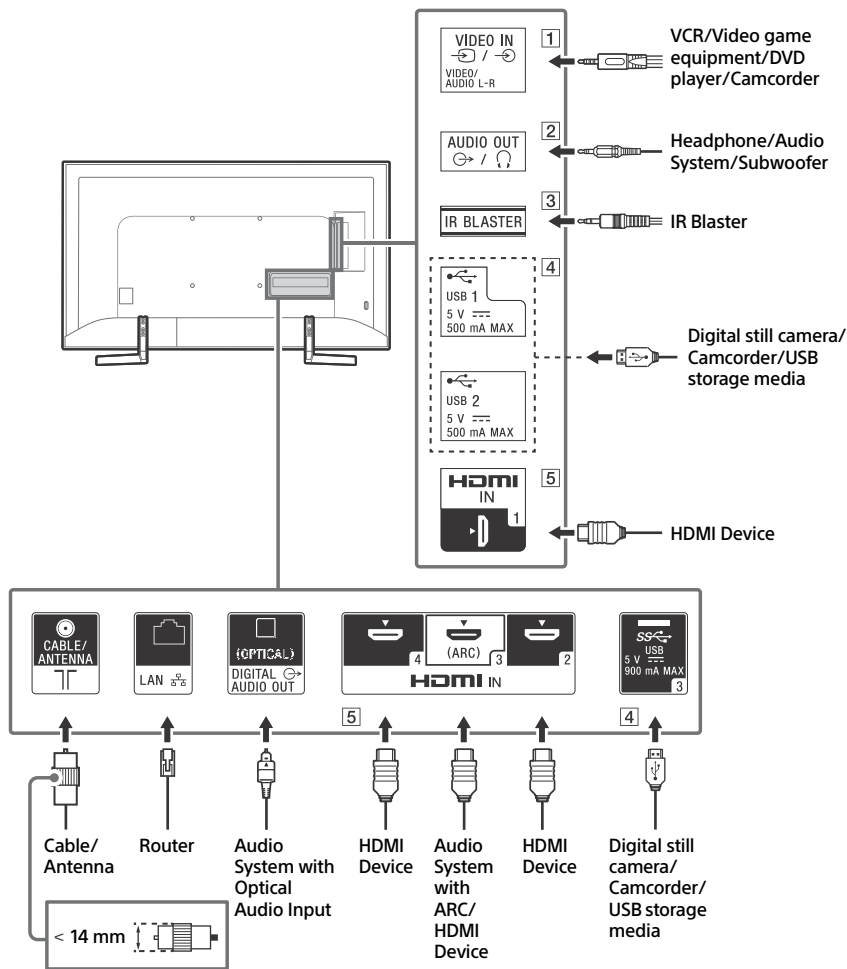 VIDEO IN
/
VIDEO/
AUDIO L-R
1
VCR/Video game
equipment/DVD
player/Camcorder
AUDIO OUT
/
2
Headphone/Audio
System/Subwoofer
IR BLASTER
3
IR Blaster
4
USB 1
5 V
500 mA MAX
USB 2
5 V
500 mA MAX
Digital still camera/
Camcorder/USB
storage media
HDMI
IN
1
5
HDMI Device
CABLE/
ANTENNA
LAN
(OPTICAL)
DIGITAL
AUDIO OUT
4
(ARC)
3
2
HDMI IN
SS
USB
5 V
900 mA MAX
3
5
4
Cable/
Antenna
Router
Audio
System with
Optical
Audio Input
HDMI
Device
Audio
System
with
ARC/
HDMI
Device
HDMI
Device
Digital still
camera/
Camcorder/
USB storage
media
< 14 mm